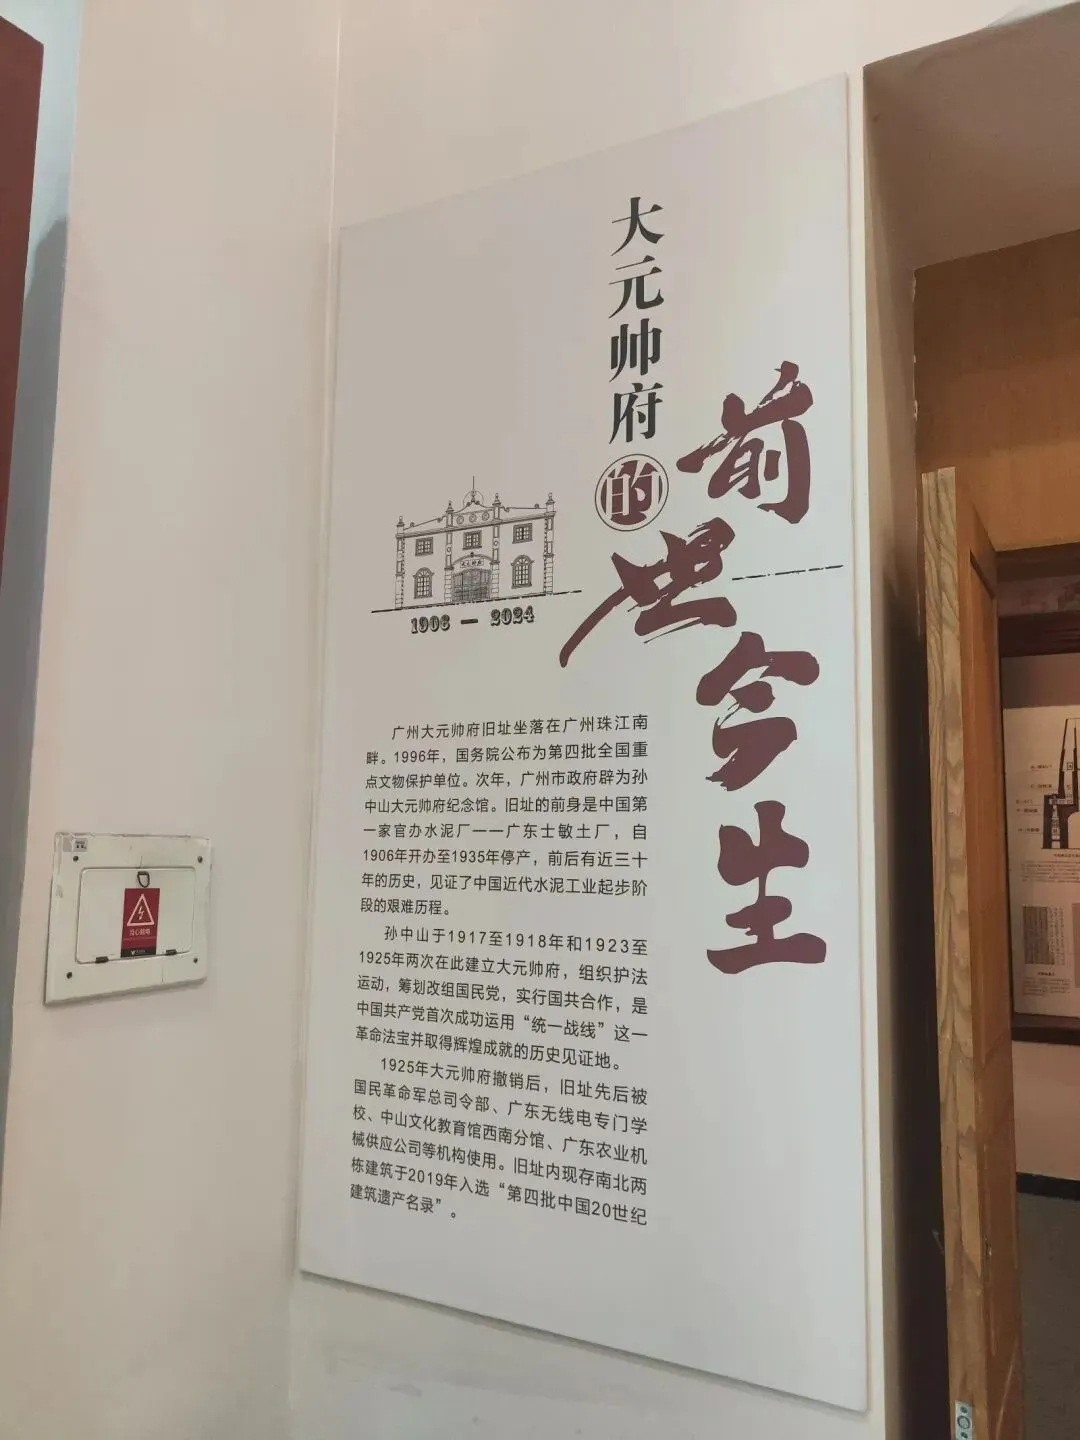 大元帅府的
前世今生
大元帅府
1906 — 2024
广州大元帅府旧址坐落在广州珠江南
畔。1996年，国务院公布为第四批全国重
点文物保护单位。次年，广州市政府辟为孙
中山大元帅府纪念馆。旧址的前身是中国第
一家官办水泥厂——广东士敏土厂，自
1906年开办至1935年停产，前后有近三十
年的历史，见证了中国近代水泥工业起步阶
段的艰难历程。
孙中山于1917至1918年和1923至
1925年两次在此建立大元帅府，组织护法
运动，筹划改组国民党，实行国共合作，是
中国共产党首次成功运用“统一战线”这一
革命法宝并取得辉煌成就的历史见证地。
1925年大元帅府撤销后，旧址先后被
国民革命军总司令部、广东无线电专门学
校、中山文化教育馆西南分馆、广东农业机
械供应公司等机构使用。旧址内现存南北两
栋建筑于2019年入选“第四批中国20世纪
建筑遗产名录”。
当心触电